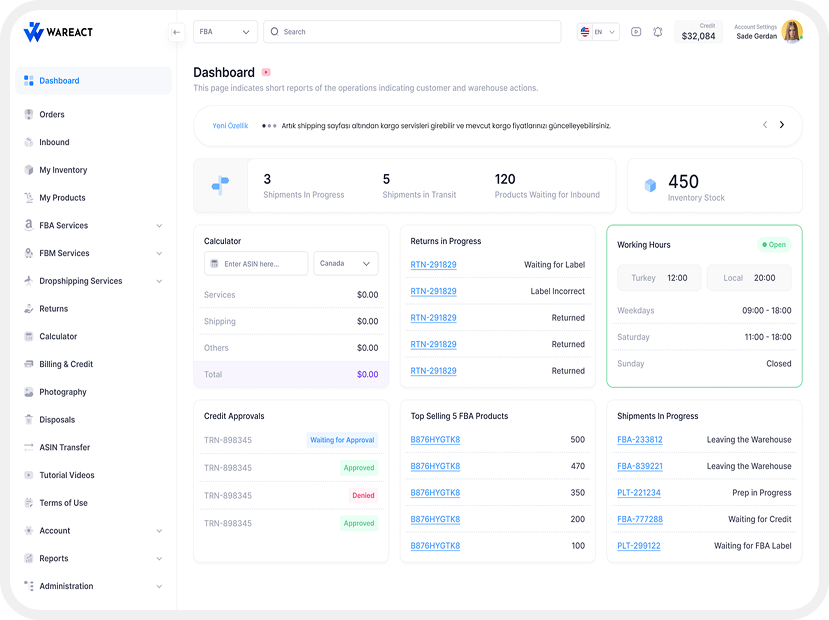 WAREACT
FBA
Search
EN
Credit
$32,084
Account Settings
Sade Gerdan
Dashboard
Orders
Inbound
My Inventory
My Products
FBA Services
FBM Services
Dropshipping Services
Returns
Calculator
Billing & Credit
Photography
Disposals
ASIN Transfer
Tutorial Videos
Terms of Use
Account
Reports
Administration
Dashboard
This page indicates short reports of the operations indicating customer and warehouse actions.
Yeni Özellik Artık shipping sayfası altından kargo servisleri girebilir ve mevcut kargo fiyatlarınızı güncelleyebilirsiniz.
3
Shipments In Progress
5
Shipments in Transit
120
Products Waiting for Inbound
450
Inventory Stock
Calculator
Enter ASIN here...
Canada
Services $0.00
Shipping $0.00
Others $0.00
Total $0.00
Returns in Progress
RTN-291829 Waiting for Label
RTN-291829 Label Incorrect
RTN-291829 Returned
RTN-291829 Returned
RTN-291829 Returned
Working Hours
Open
Turkey 12:00
Local 20:00
Weekdays 09:00 - 18:00
Saturday 11:00 - 18:00
Sunday Closed
Credit Approvals
TRN-898345 Waiting for Approval
TRN-898345 Approved
TRN-898345 Denied
TRN-898345 Approved
Top Selling 5 FBA Products
B876HYGTK8 500
B876HYGTK8 470
B876HYGTK8 350
B876HYGTK8 200
B876HYGTK8 100
Shipments In Progress
FBA-233812 Leaving the Warehouse
FBA-839221 Leaving the Warehouse
PLT-221234 Prep in Progress
FBA-777288 Waiting for Credit
PLT-299122 Waiting for FBA Label